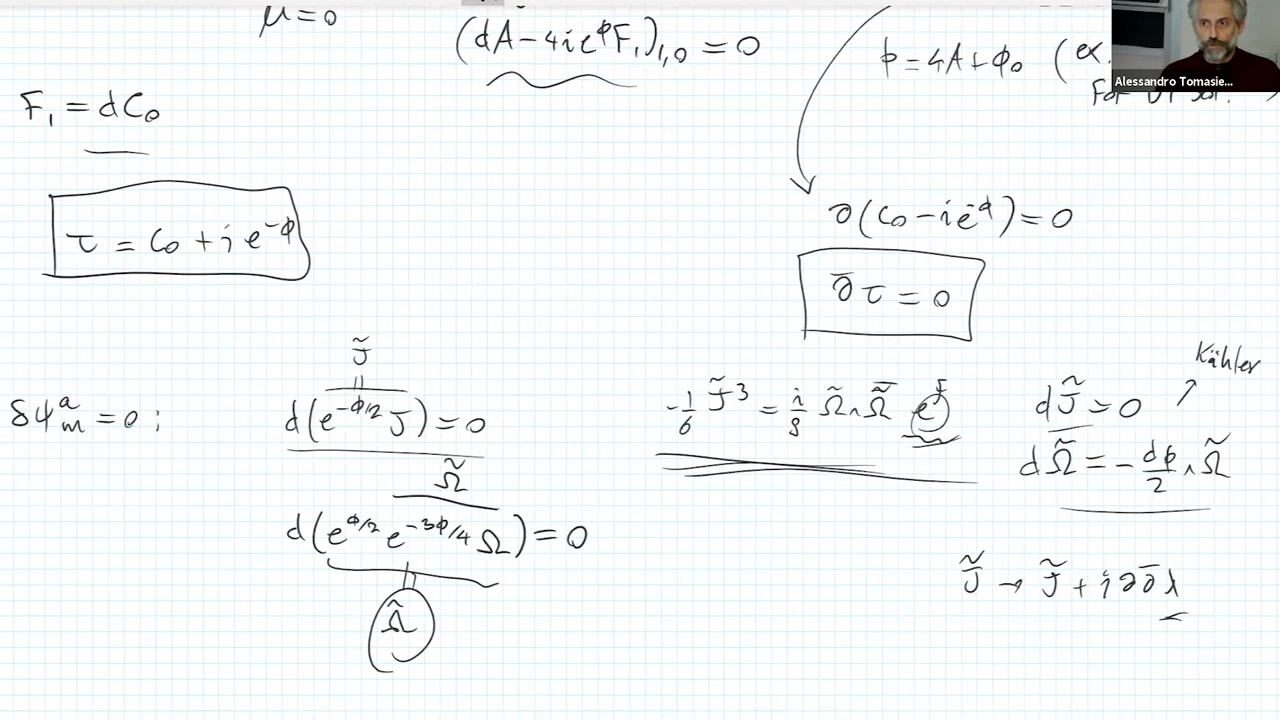 μ=0
(dA-4ie^φ F₁)₁,₀ = 0
φ = 4A+φ₀ (ex.
Alessandro Tomasie...
F₁ = dC₀
τ = C₀ + i e^{-φ}
∂(C₀-ie^{-φ})=0
∂̄τ = 0
Kähler
J̃
δψ^a_m = 0 ;
d(e^{-φ/2} J) = 0
-1/6 J̃³ = i/8 Ω̃∧Ω̃̄
dJ̃ = 0
Ω̃
dΩ̃ = - dφ/2 ∧ Ω̃
d(e^{φ/2} e^{-3φ/4} Ω) = 0
J̃ → J̃ + i∂∂̄λ
Ω̃